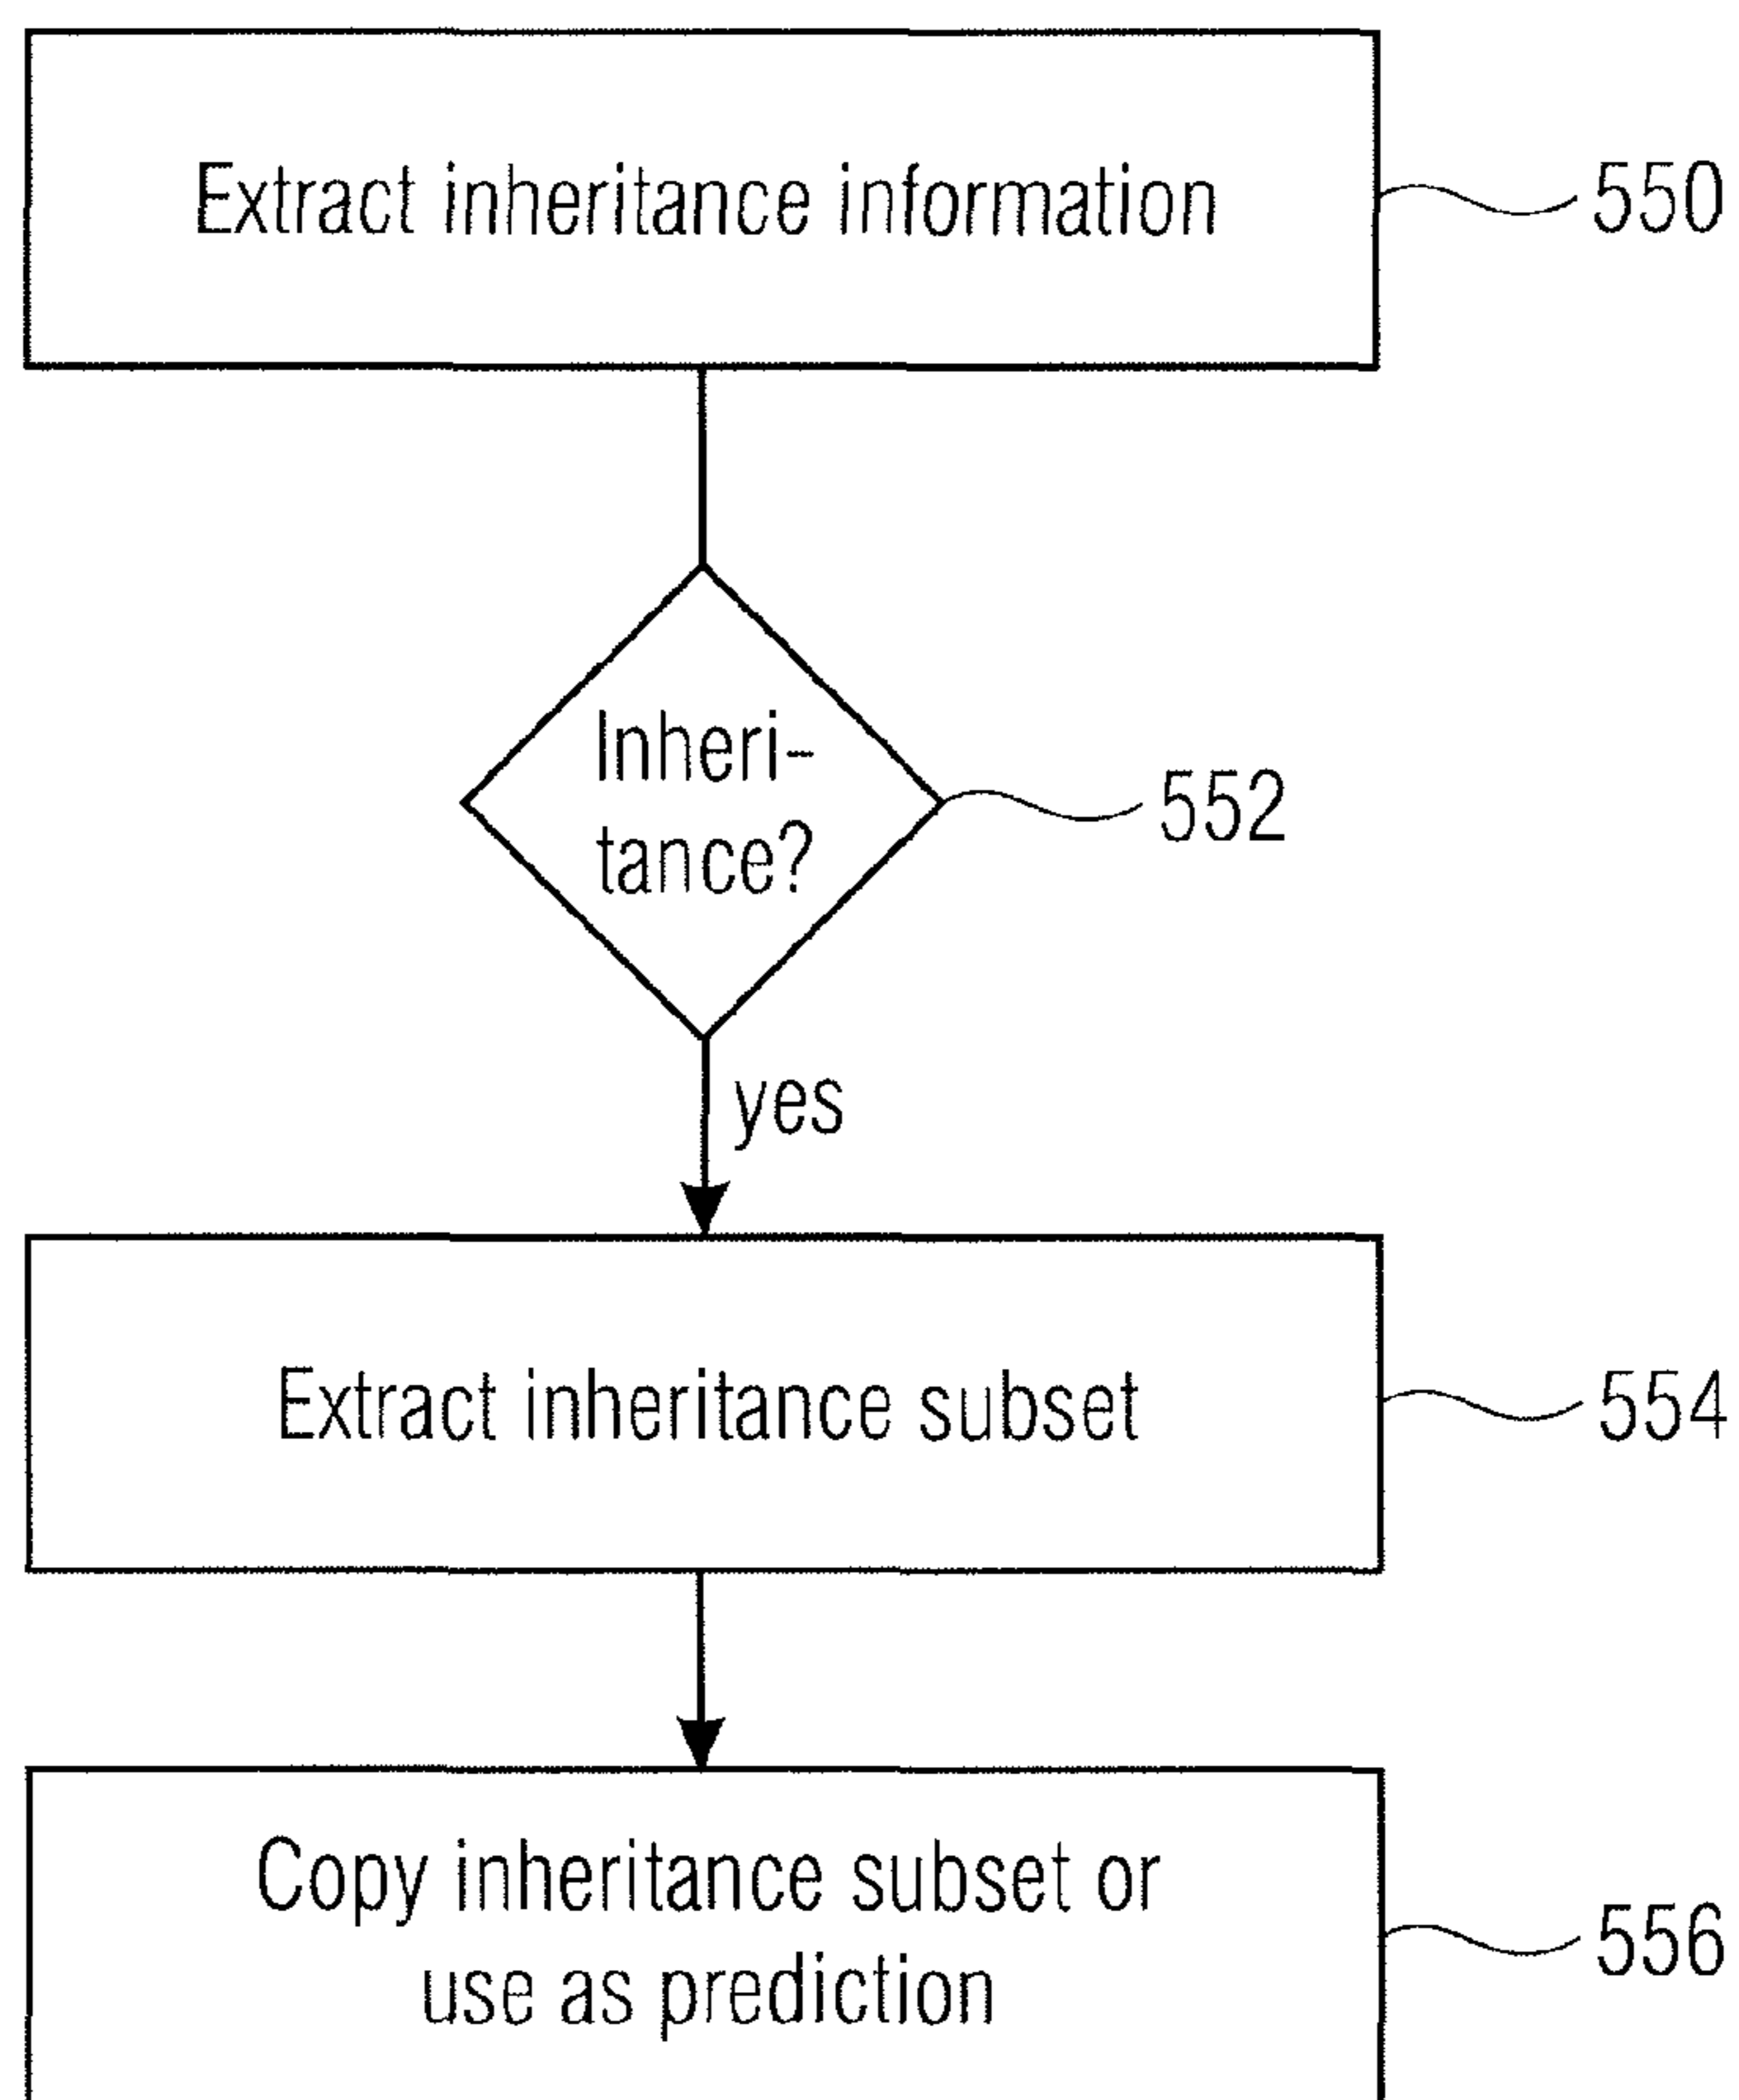 Extract inheritance information
550
Inheri-
tance?
552
yes
Extract inheritance subset
554
Copy inheritance subset or
use as prediction
556